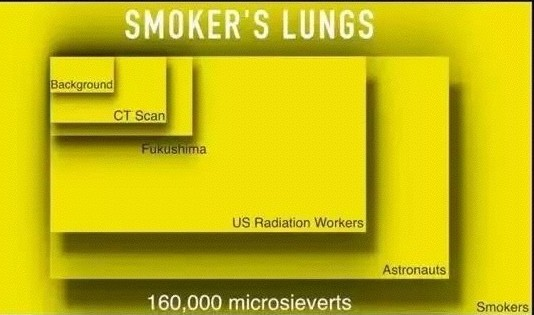 SMOKER'S LUNGS
Background
CT Scan
Fukushima
US Radiation Workers
Astronauts
160,000 microsieverts
Smokers